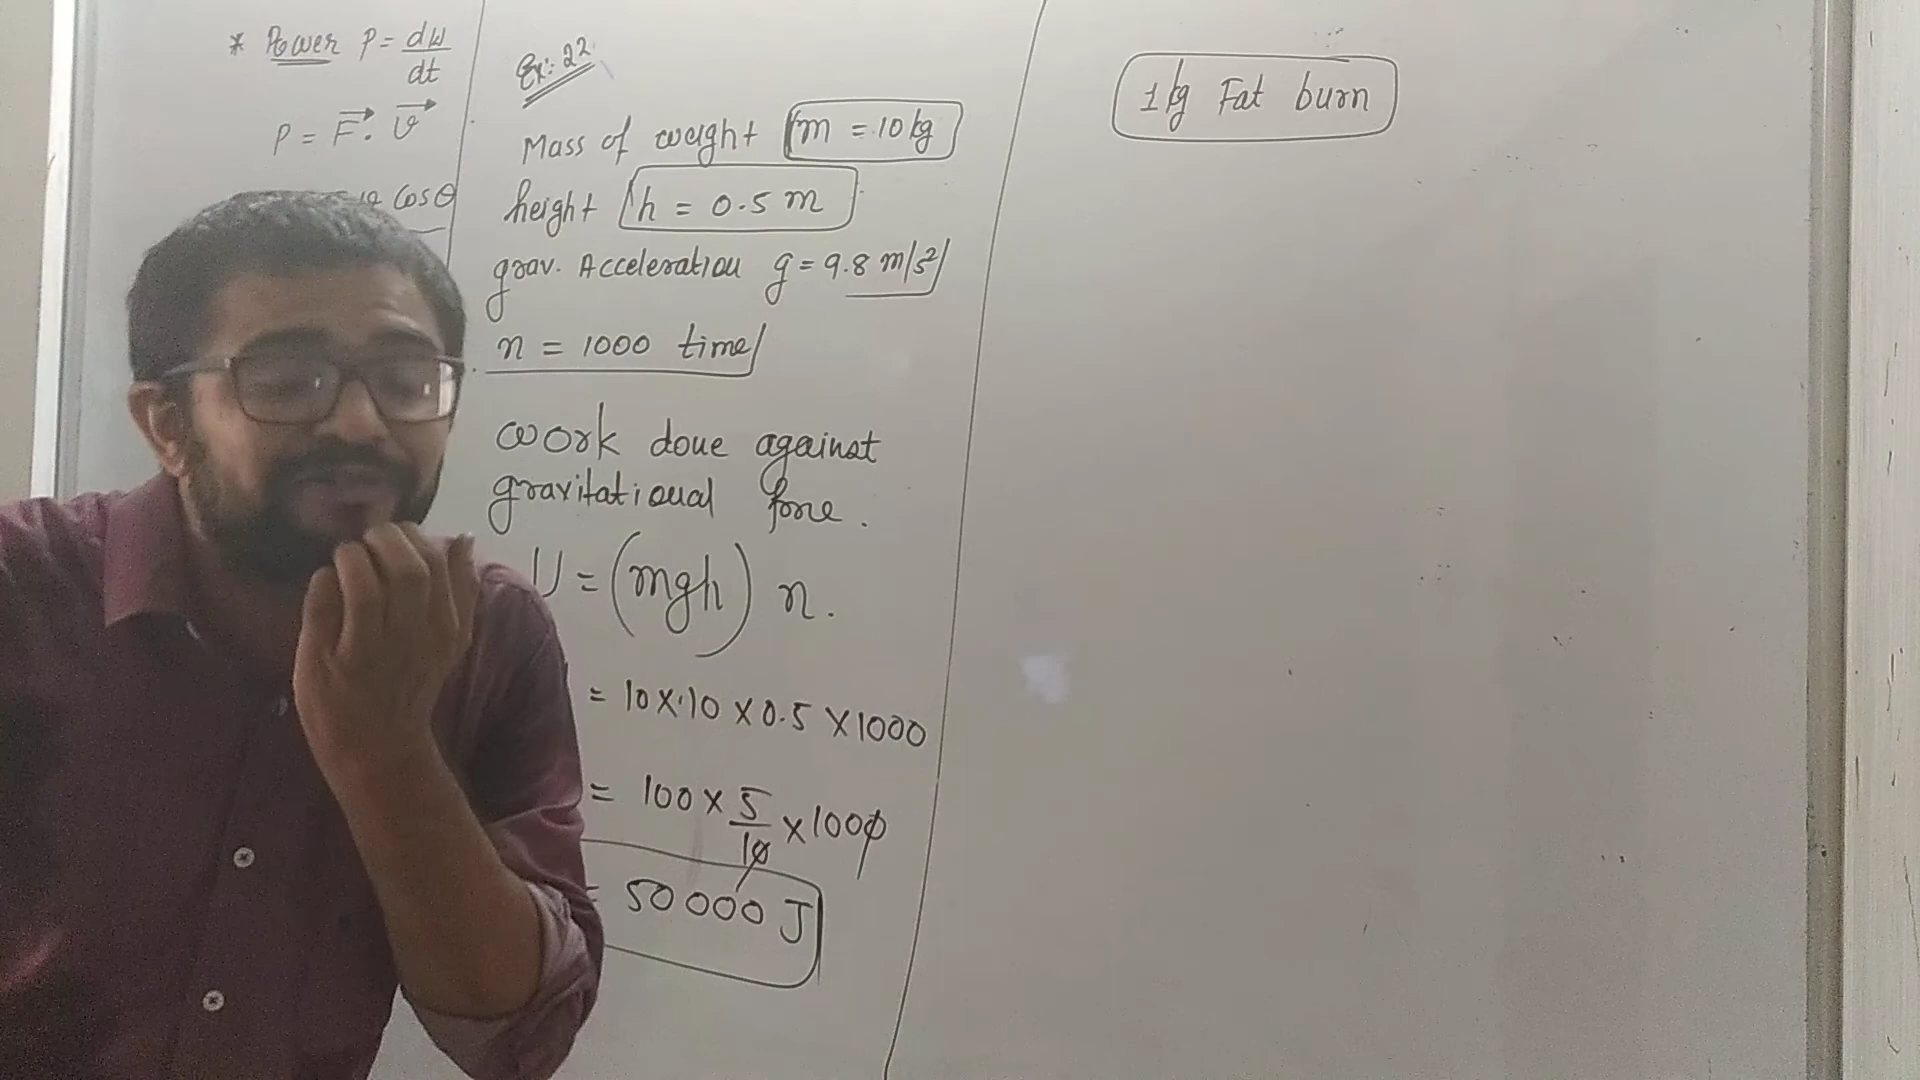 * Power P = dW/dt
P = F⃗ . v⃗
Cosθ
Ex:- 22
Mass of weight m = 10 kg
height h = 0.5 m
grav. Acceleration g = 9.8 m/s²
n = 1000 time
work done against
gravitational force.
U = (mgh) n.
= 10 x 10 x 0.5 x 1000
= 100 x 5/10 x 1000
= 50000 J
1 kg Fat burn